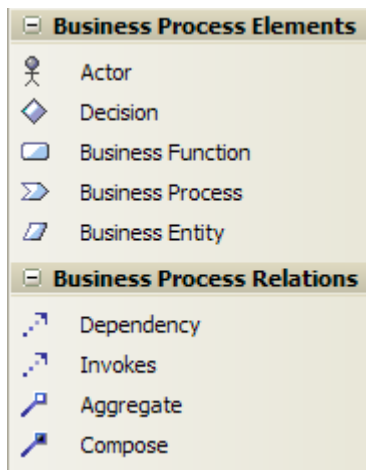 Business Process Elements
Actor
Decision
Business Function
Business Process
Business Entity
Business Process Relations
Dependency
Invokes
Aggregate
Compose